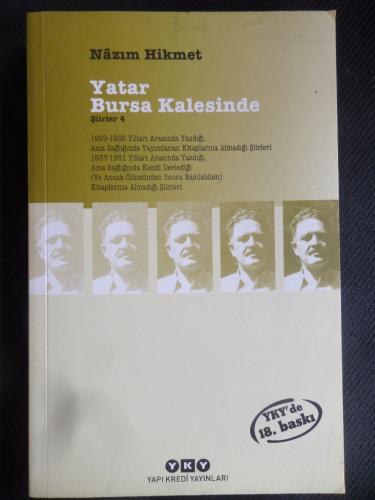 Nâzım Hikmet
Yatar
Bursa Kalesinde
Şiirler 4
1929-1935 Yılları Arasında Yazdığı,
Ama Sağlığında Yayımlanan Kitaplarına Almadığı Şiirleri
1937-1951 Yılları Arasında Yazdığı,
Ama Sağlığında Kendi Derlediği
(Ve Ancak Ölümünden Sonra Basılabilen)
Kitaplarına Almadığı Şiirleri
YKY'de
18. baskı
YKY
YAPI KREDİ YAYINLARI